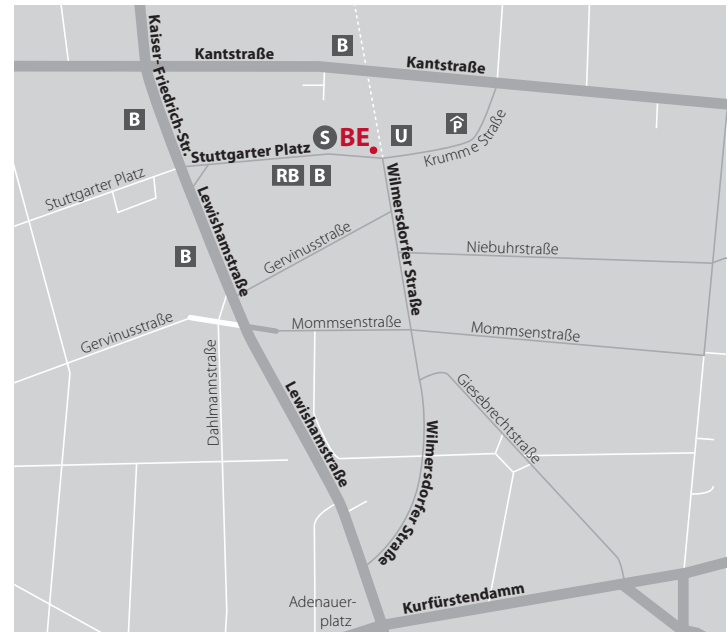 Kaiser-Friedrich-Str.
Kantstraße
B
Kantstraße
B
S
BE
U
P
Krumme Straße
Stuttgarter Platz
RB
B
Stuttgarter Platz
Wilmersdorfer Straße
Lewishamstraße
Gervinusstraße
B
Niebuhrstraße
Gervinusstraße
Mommsenstraße
Mommsenstraße
Dahlmannstraße
Lewishamstraße
Giesebrechtstraße
Wilmersdorfer Straße
Adenauer-
platz
Kurfürstendamm